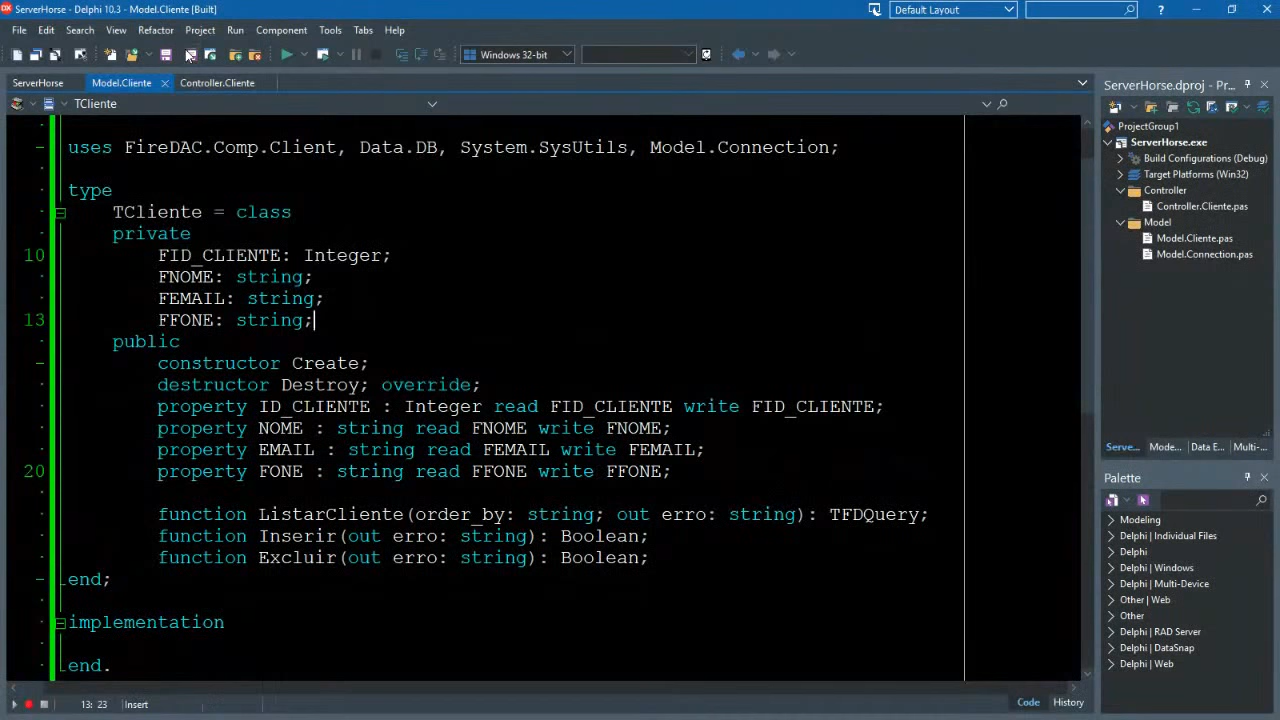 ServerHorse - Delphi 10.3 - Model.Cliente [Built]
Default Layout
?
File Edit Search View Refactor Project Run Component Tools Tabs Help
Windows 32-bit
ServerHorse Model.Cliente Controller.Cliente
TCliente
uses FireDAC.Comp.Client, Data.DB, System.SysUtils, Model.Connection;
type
TCliente = class
private
10 FID_CLIENTE: Integer;
FNOME: string;
FEMAIL: string;
13 FFONE: string;
public
constructor Create;
destructor Destroy; override;
property ID_CLIENTE : Integer read FID_CLIENTE write FID_CLIENTE;
property NOME : string read FNOME write FNOME;
property EMAIL : string read FEMAIL write FEMAIL;
20 property FONE : string read FFONE write FFONE;
function ListarCliente(order_by: string; out erro: string): TFDQuery;
function Inserir(out erro: string): Boolean;
function Excluir(out erro: string): Boolean;
end;
implementation
end.
13: 23 Insert
Code History
ServerHorse.dproj - Pr...
ProjectGroup1
ServerHorse.exe
Build Configurations (Debug)
Target Platforms (Win32)
Controller
Controller.Cliente.pas
Model
Model.Cliente.pas
Model.Connection.pas
Serve... Mode... Data E... Multi-...
Palette
Modeling
Delphi | Individual Files
Delphi
Delphi | Windows
Delphi | Multi-Device
Other | Web
Other
Delphi | RAD Server
Delphi | DataSnap
Delphi | Web